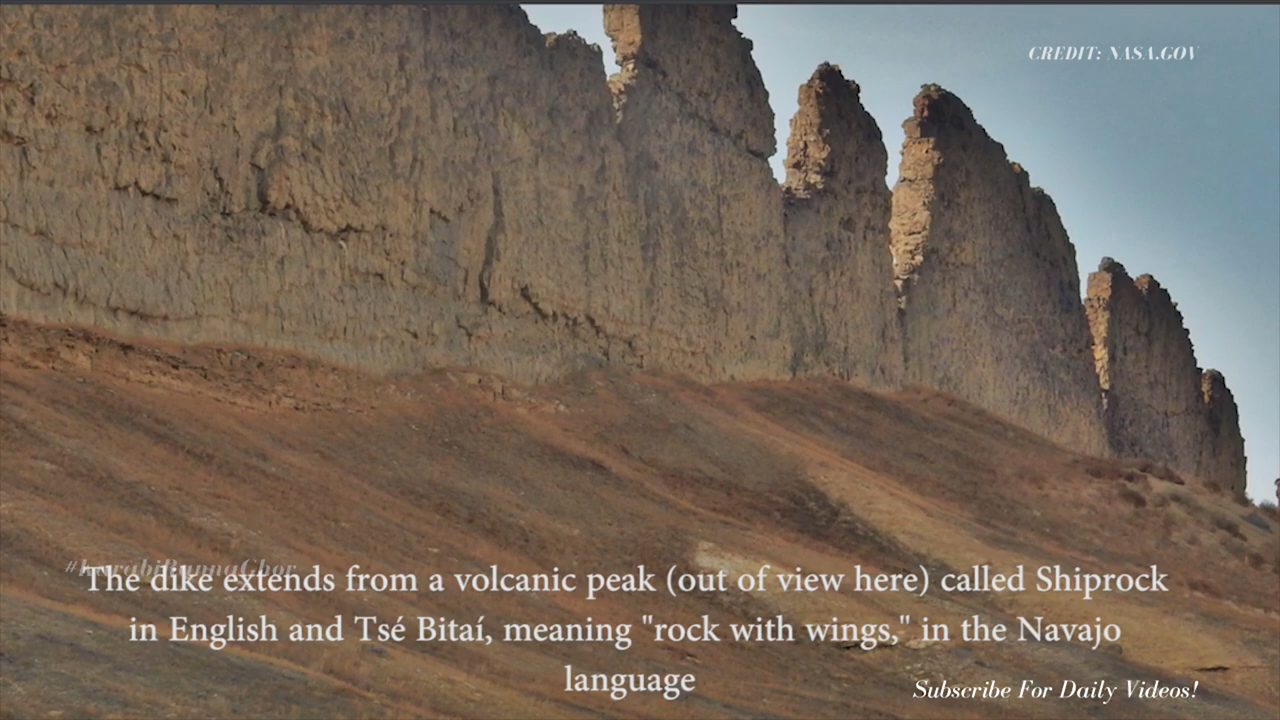 CREDIT: NASA.GOV
The dike extends from a volcanic peak (out of view here) called Shiprock
in English and Tsé Bitaí, meaning "rock with wings," in the Navajo
language
Subscribe For Daily Videos!